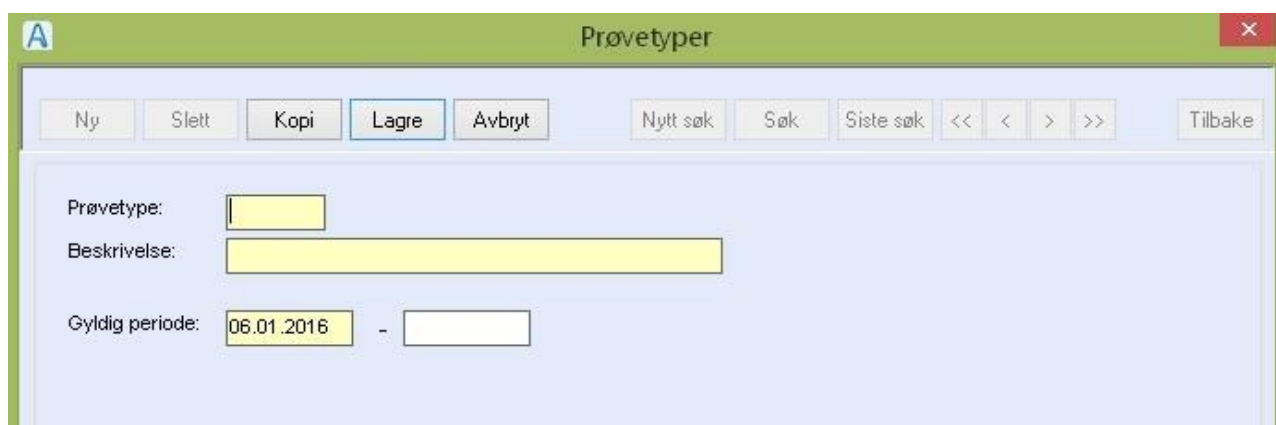 A
Prøvetyper
Ny Slett Kopi Lagre Avbryt Nytt søk Søk Siste søk << < > >> Tilbake
Prøvetype:
Beskrivelse:
Gyldig periode: 06.01.2016 -